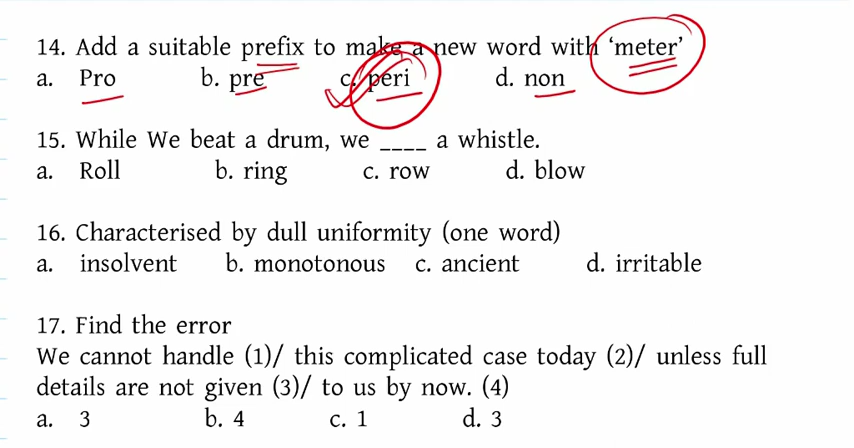 14. Add a suitable prefix to make a new word with ‘meter’
a. Pro b. pre c. peri d. non
15. While We beat a drum, we ____ a whistle.
a. Roll b. ring c. row d. blow
16. Characterised by dull uniformity (one word)
a. insolvent b. monotonous c. ancient d. irritable
17. Find the error
We cannot handle (1)/ this complicated case today (2)/ unless full
details are not given (3)/ to us by now. (4)
a. 3 b. 4 c. 1 d. 3